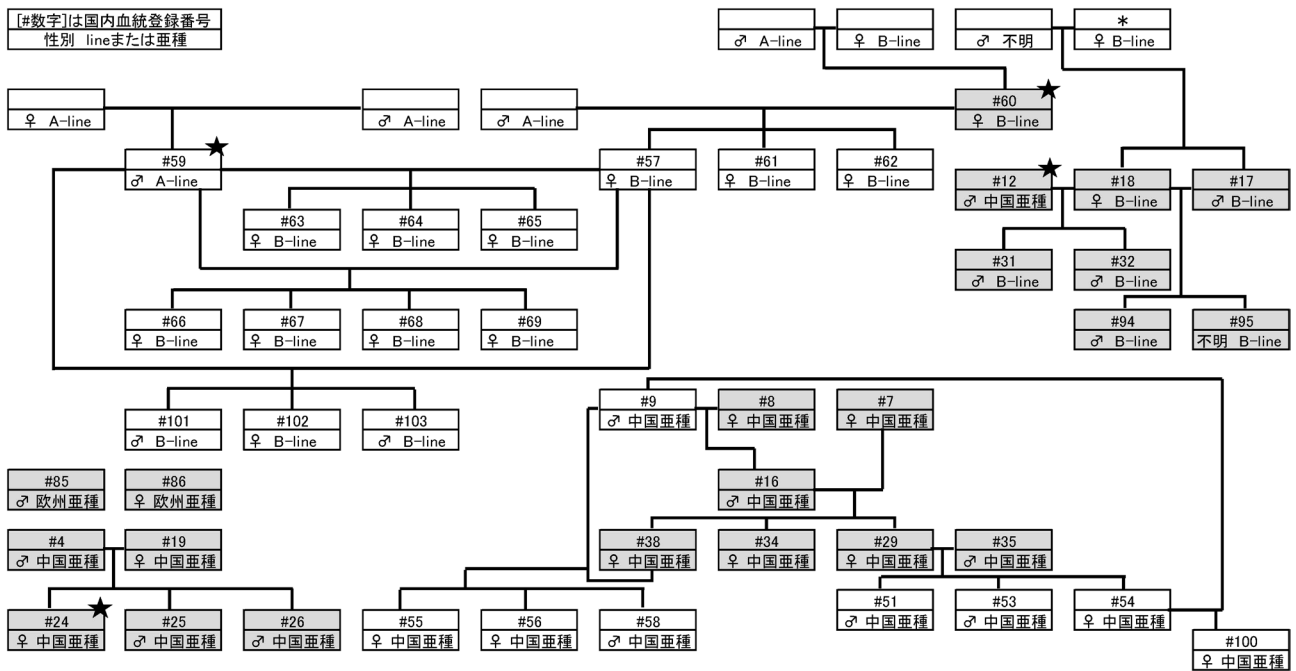 [#数字]は国内血統登録番号
性別 lineまたは亜種
♂ A-line
♀ B-line
♂ 不明
*
♀ B-line
♀ A-line
♂ A-line
♂ A-line
#60
♀ B-line
#59
♂ A-line
#57
♀ B-line
#61
♀ B-line
#62
♀ B-line
#12
♂ 中国亜種
#18
♀ B-line
#17
♂ B-line
#63
♀ B-line
#64
♀ B-line
#65
♀ B-line
#31
♂ B-line
#32
♂ B-line
#66
♀ B-line
#67
♀ B-line
#68
♀ B-line
#69
♀ B-line
#94
♂ B-line
#95
不明 B-line
#101
♂ B-line
#102
♀ B-line
#103
♂ B-line
#9
♂ 中国亜種
#8
♀ 中国亜種
#7
♀ 中国亜種
#85
♂ 欧州亜種
#86
♀ 欧州亜種
#16
♂ 中国亜種
#4
♂ 中国亜種
#19
♀ 中国亜種
#38
♀ 中国亜種
#34
♀ 中国亜種
#29
♀ 中国亜種
#35
♂ 中国亜種
#24
♀ 中国亜種
#25
♂ 中国亜種
#26
♂ 中国亜種
#55
♀ 中国亜種
#56
♀ 中国亜種
#58
♂ 中国亜種
#51
♂ 中国亜種
#53
♂ 中国亜種
#54
♀ 中国亜種
#100
♀ 中国亜種